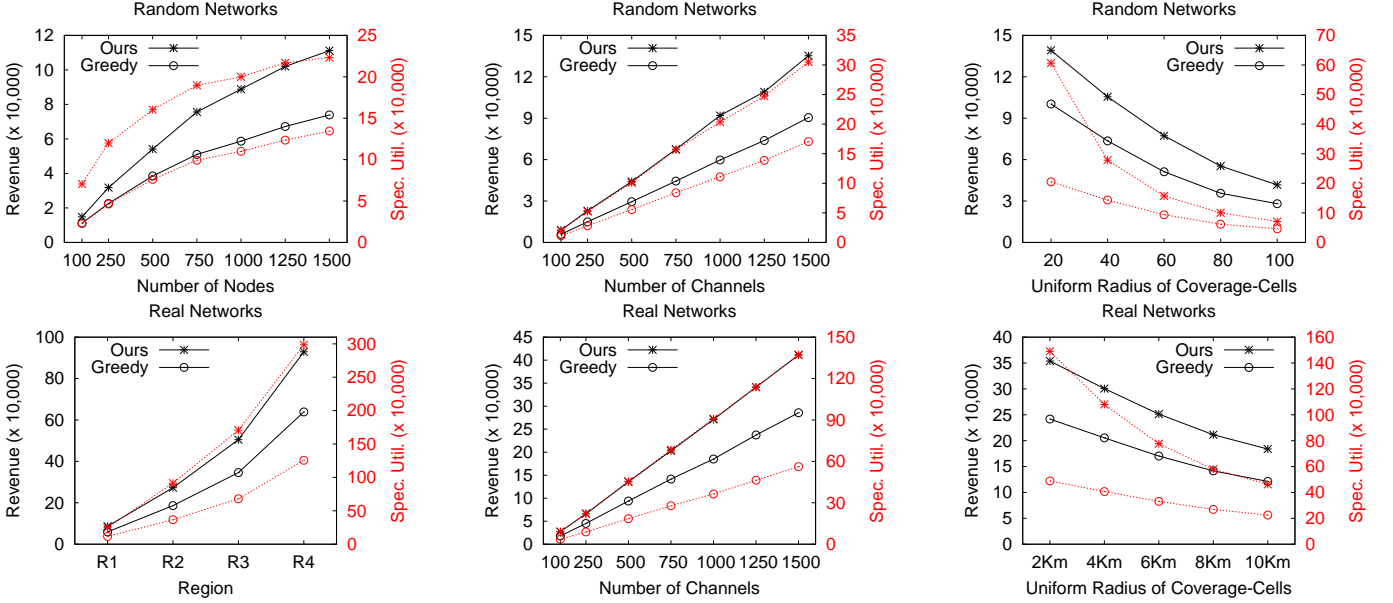 Random Networks
Revenue (x 10,000)
12
10
8
6
4
2
0
Ours
Greedy
25
20
15
10
5
0
Spec. Util. (x 10,000)
100 250 500 750 1000 1250 1500
Number of Nodes
Random Networks
Revenue (x 10,000)
15
12
9
6
3
0
Ours
Greedy
35
30
25
20
15
10
5
0
Spec. Util. (x 10,000)
100 250 500 750 1000 1250 1500
Number of Channels
Random Networks
Revenue (x 10,000)
15
12
9
6
3
0
Ours
Greedy
70
60
50
40
30
20
10
0
Spec. Util. (x 10,000)
20 40 60 80 100
Uniform Radius of Coverage-Cells
Real Networks
Revenue (x 10,000)
100
80
60
40
20
0
Ours
Greedy
300
250
200
150
100
50
0
Spec. Util. (x 10,000)
R1 R2 R3 R4
Region
Real Networks
Revenue (x 10,000)
45
40
35
30
25
20
15
10
5
0
Ours
Greedy
150
120
90
60
30
0
Spec. Util. (x 10,000)
100 250 500 750 1000 1250 1500
Number of Channels
Real Networks
Revenue (x 10,000)
40
35
30
25
20
15
10
5
0
Ours
Greedy
160
140
120
100
80
60
40
20
0
Spec. Util. (x 10,000)
2Km 4Km 6Km 8Km 10Km
Uniform Radius of Coverage-Cells